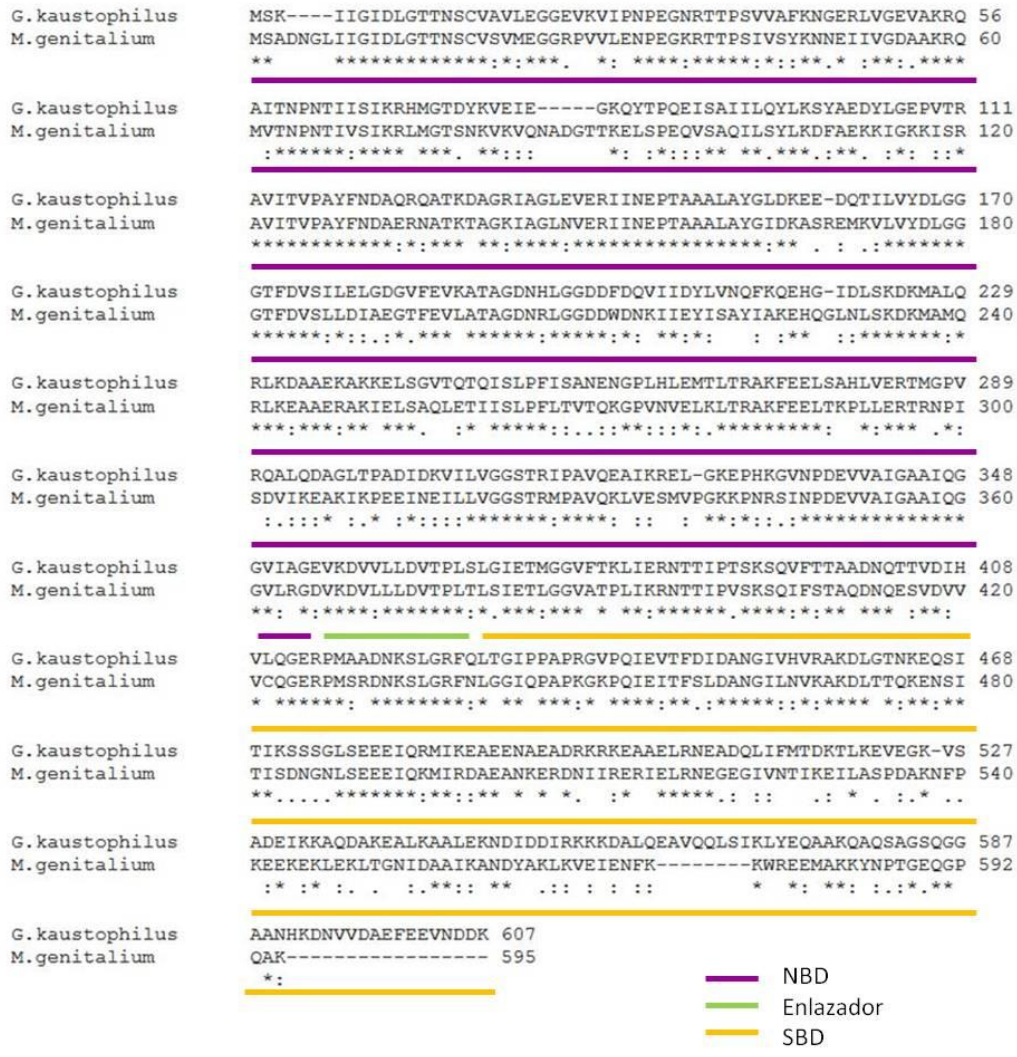 G.kaustophilus MSK----IIGIDLGTTNSCVAVLEGGEVKVIPNPEGNRTTPSVVAFKNGERLVGEVAKRQ 56
M.genitalium MSADNGLIIGIDLGTTNSCVSVMEGGRPVVLENPEGKRTTPSIVSYKNNEIIVGDAAKRQ 60
** *************:*:***. *: ****:*****:*::**.* :**:.****
G.kaustophilus AITNPNTIISIKRHMGTDYKVEIE-----GKQYTPQEISAIILQYLKSYAEDYLGEPVTR 111
M.genitalium MVTNPNTIVSIKRLMGTSNKVKVQNADGTTKELSPEQVSAQILSYLKDFAEKKIGKKISR 120
:******:**** ***. **::: *: :*:::** **.***.:**. :*: ::*
G.kaustophilus AVITVPAYFNDAQRQATKDAGRIAGLEVERIINEPTAAALAYGLDKEE-DQTILVYDLGG 170
M.genitalium AVITVPAYFNDAERNATKTAGKIAGLNVERIINEPTAAALAYGIDKASREMKVLVYDLGG 180
************:*:*** **:****:****************:** . : .:*******
G.kaustophilus GTFDVSILELGDGVFEVKATAGDNHLGGDDFDQVIIDYLVNQFKQEHG-IDLSKDKMALQ 229
M.genitalium GTFDVSLLDIAEGTFEVLATAGDNRLGGDDWDNKIIEYISAYIAKEHQGLNLSKDKMAMQ 240
******:*::.:*.*** ******:*****:*: **:*: : :** ::*******:*
G.kaustophilus RLKDAAEKAKKELSGVTQTQISLPFISANENGPLHLEMTLTRAKFEELSAHLVERTMGPV 289
M.genitalium RLKEAAERAKIELSAQLETIISLPFLTVTQKGPVNVELKLTRAKFEELTKPLLERTRNPI 300
***:***:** ***. :* *****::..::**:::*:.*********: *:*** .*:
G.kaustophilus RQALQDAGLTPADIDKVILVGGSTRIPAVQEAIKREL-GKEPHKGVNPDEVVAIGAAIQG 348
M.genitalium SDVIKEAKIKPEEINEILLVGGSTRMPAVQKLVESMVPGKKPNRSINPDEVVAIGAAIQG 360
:.:::* :.* :*::::*******:****: :: : **:*::.:**************
G.kaustophilus GVIAGEVKDVVLLDVTPLSLGIETMGGVFTKLIERNTTIPTSKSQVFTTAADNQTTVDIH 408
M.genitalium GVLRGDVKDVLLLDVTPLTLSIETLGGVATPLIKRNTTIPVSKSQIFSTAQDNQESVDVV 420
**: *:****:*******:*.***:*** * **:******.****:*:** *** :**:
G.kaustophilus VLQGERPMAADNKSLGRFQLTGIPPAPRGVPQIEVTFDIDANGIVHVRAKDLGTNKEQSI 468
M.genitalium VCQGERPMSRDNKSLGRFNLGGIQPAPKGKPQIEITFSLDANGILNVKAKDLTTQKENSI 480
* ******: ********:* ** ***:* ****:**.:*****::*:**** *:**:**
G.kaustophilus TIKSSSGLSEEEIQRMIKEAEENAEADRKRKEAAELRNEADQLIFMTDKTLKEVEGK-VS 527
M.genitalium TISDNGNLSEEEIQKMIRDAEANKERDNIIRERIELRNEGEGIVNTIKEILASPDAKNFP 540
**.....*******:**::** * * *. :* *****.: :: .: * . :.* ..
G.kaustophilus ADEIKKAQDAKEALKAALEKNDIDDIRKKKDALQEAVQQLSIKLYEQAAKQAQSAGSQGG 587
M.genitalium KEEKEKLEKLTGNIDAAIKANDYAKLKVEIENFK--------KWREEMAKKYNPTGEQGP 592
:* :* :. . :.**:: ** .:: : : :: * *: **: :.:*.**
G.kaustophilus AANHKDNVVDAEFEEVNDDK 607
M.genitalium QAK----------------- 595
*:
NBD
Enlazador
SBD